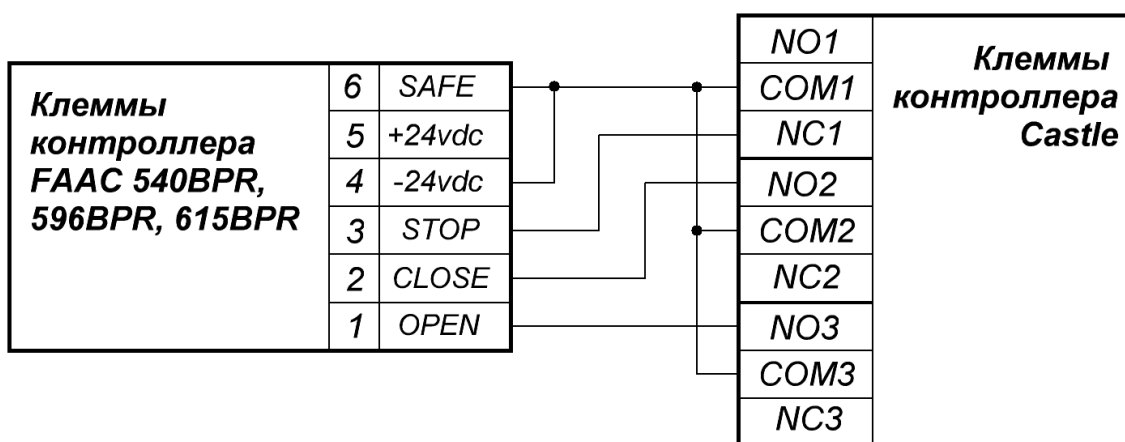 Клеммы
контроллера
FAAC 540BPR,
596BPR, 615BPR
6 SAFE
5 +24vdc
4 -24vdc
3 STOP
2 CLOSE
1 OPEN
NO1
COM1
NC1
NO2
COM2
NC2
NO3
COM3
NC3
Клеммы
контроллера
Castle